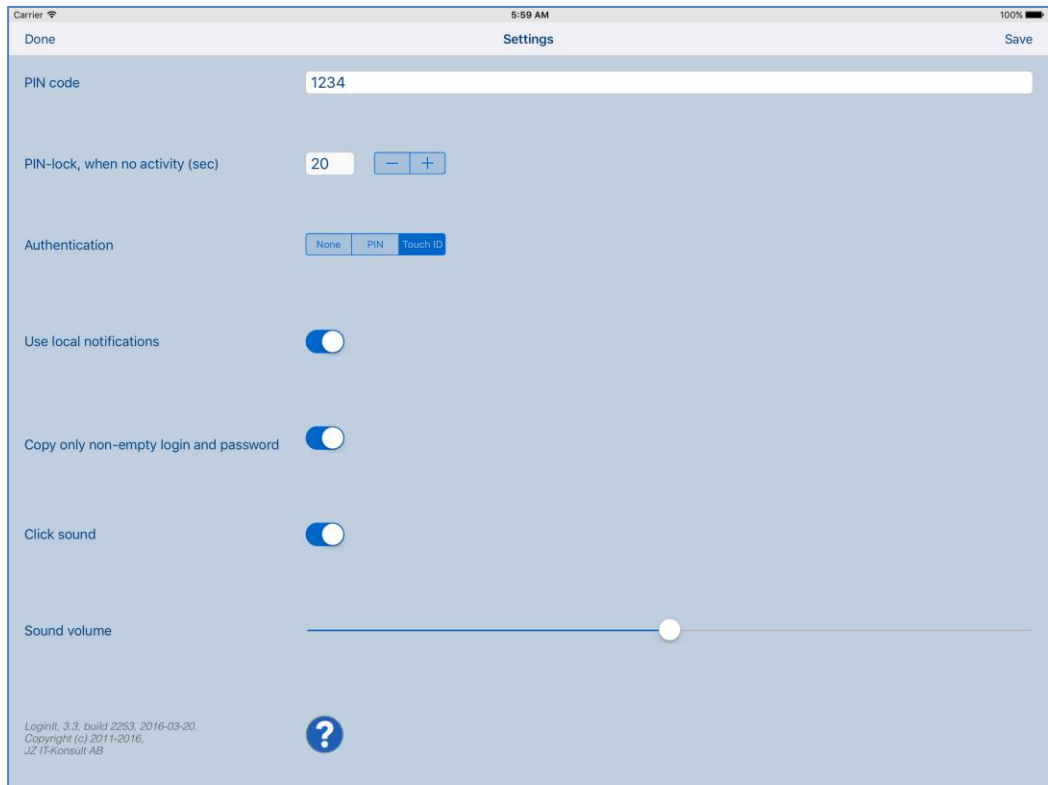 Carrier 5:59 AM 100%
Done Settings Save
PIN code 1234
PIN-lock, when no activity (sec) 20 − +
Authentication None PIN Touch ID
Use local notifications
Copy only non-empty login and password
Click sound
Sound volume
LoginIt, 3.3, build 2253, 2016-03-20,
Copyright (c) 2011-2016,
JZ IT-Konsult AB
?